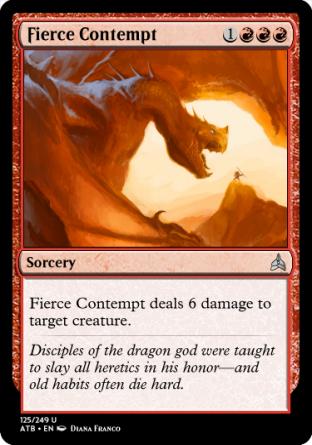 Fierce Contempt 1
Sorcery
Fierce Contempt deals 6 damage to
target creature.
Disciples of the dragon god were taught
to slay all heretics in his honor—and
old habits often die hard.
125/249 U
ATB • EN Diana Franco